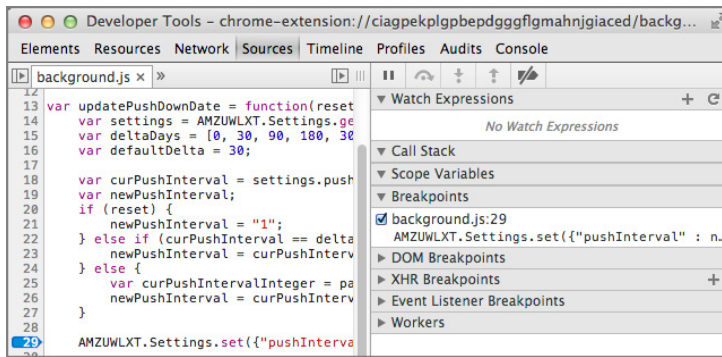 Developer Tools - chrome-extension://ciagpekplgpbepdgggflgmahnjgiaced/backg...
Elements Resources Network Sources Timeline Profiles Audits Console
background.js × »
12
13 var updatePushDownDate = function(reset
14 var settings = AMZUWLXT.Settings.ge
15 var deltaDays = [0, 30, 90, 180, 30
16 var defaultDelta = 30;
17
18 var curPushInterval = settings.push
19 var newPushInterval;
20 if (reset) {
21 newPushInterval = "1";
22 } else if (curPushInterval == delta
23 newPushInterval = curPushInterv
24 } else {
25 var curPushIntervalInteger = pa
26 newPushInterval = curPushInterv
27 }
28
29 AMZUWLXT.Settings.set({"pushInterva
30
Watch Expressions
No Watch Expressions
Call Stack
Scope Variables
Breakpoints
background.js:29
AMZUWLXT.Settings.set({"pushInterval" : n...
DOM Breakpoints
XHR Breakpoints
Event Listener Breakpoints
Workers